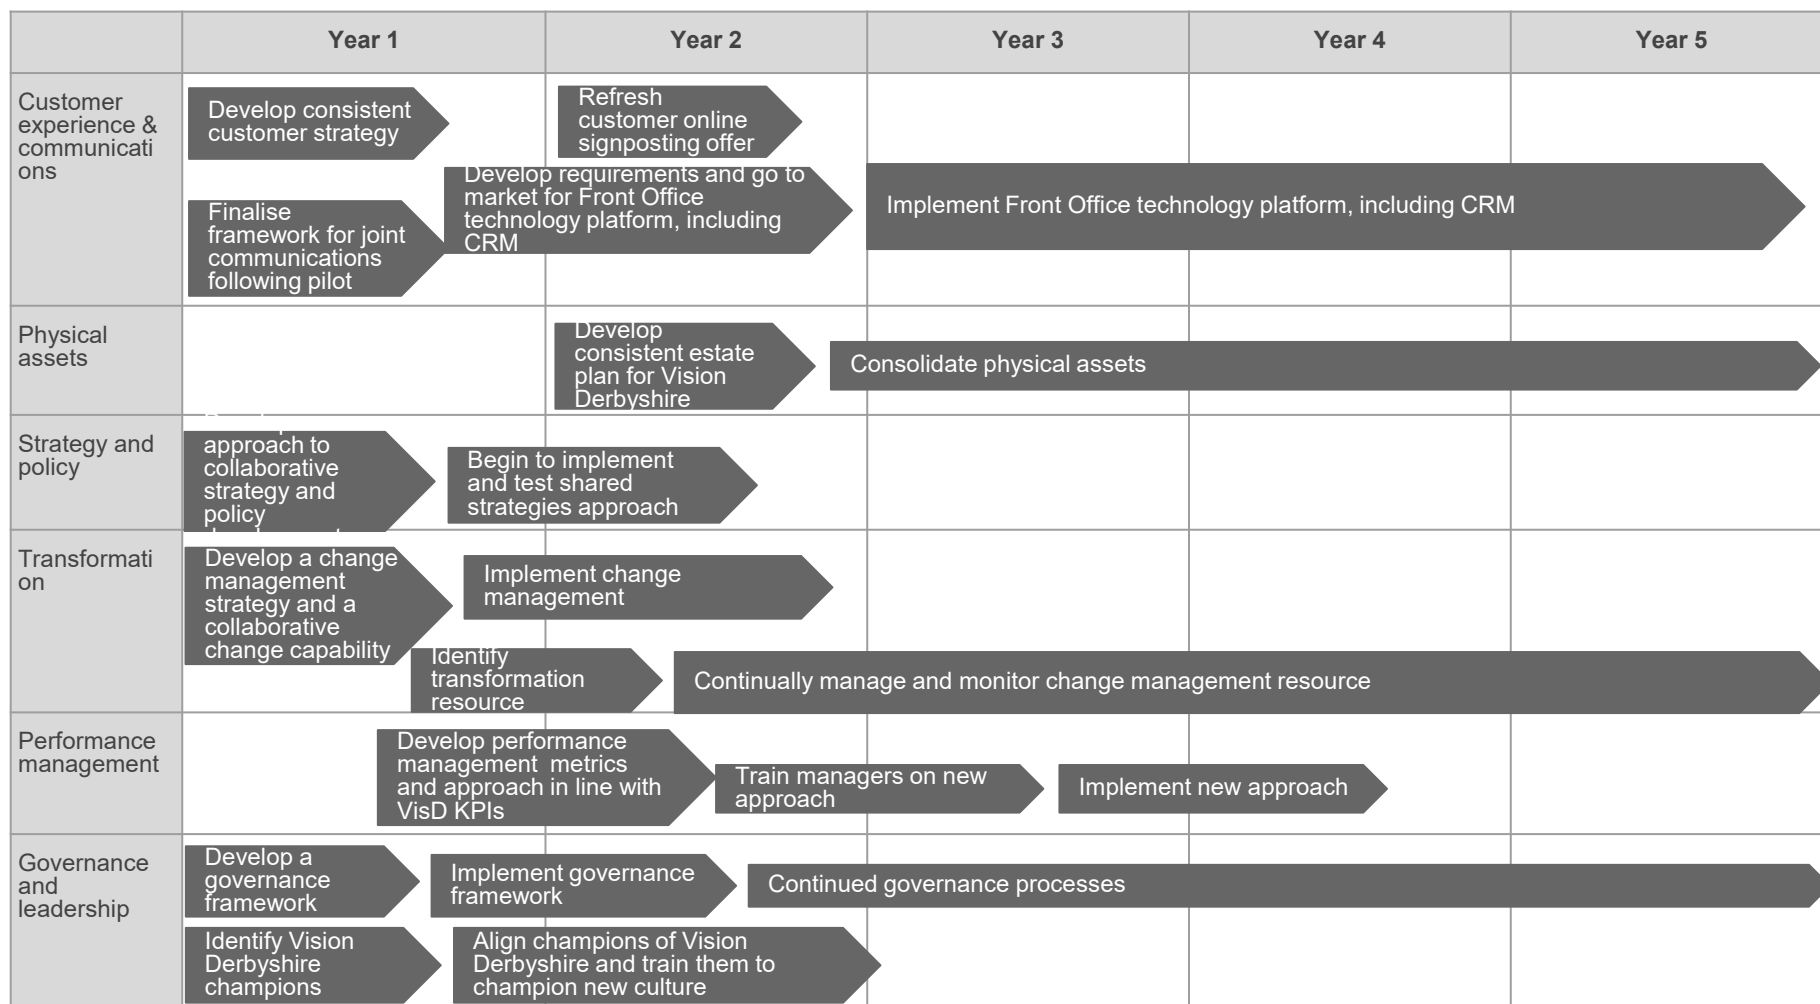 Year 1
Year 2
Year 3
Year 4
Year 5
Customer
experience &
communicati
ons
Develop consistent
customer strategy
Refresh
customer online
signposting offer
Finalise
framework for joint
communications
following pilot
Develop requirements and go to
market for Front Office
technology platform, including
CRM
Implement Front Office technology platform, including CRM
Physical
assets
Develop
consistent estate
plan for Vision
Derbyshire
Consolidate physical assets
Strategy and
policy
approach to
collaborative
strategy and
policy
Begin to implement
and test shared
strategies approach
Transformati
on
Develop a change
management
strategy and a
collaborative
change capability
Implement change
management
Identify
transformation
resource
Continually manage and monitor change management resource
Performance
management
Develop performance
management  metrics
and approach in line with
VisD KPIs
Train managers on new
approach
Implement new approach
Governance
and
leadership
Develop a
governance
framework
Implement governance
framework
Continued governance processes
Identify Vision
Derbyshire
champions
Align champions of Vision
Derbyshire and train them to
champion new culture